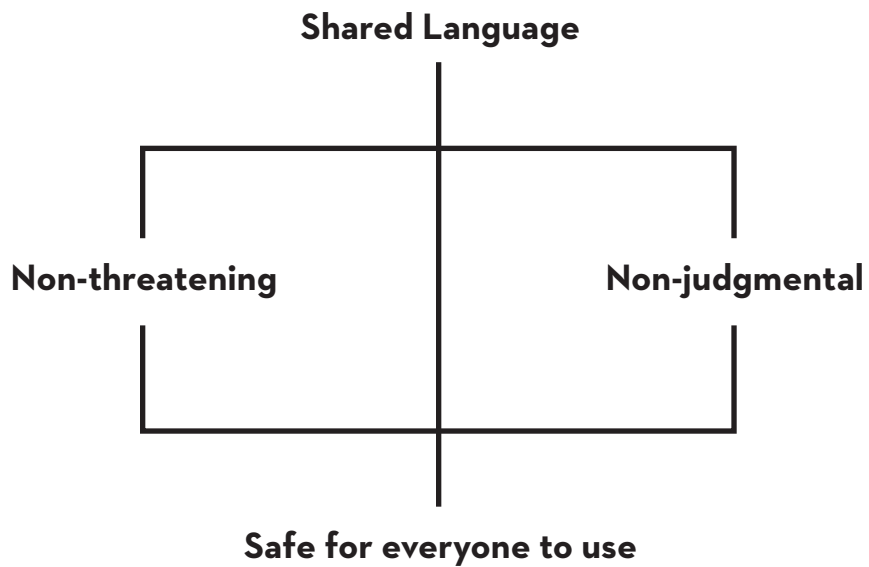 Shared Language
Non-threatening
Non-judgmental
Safe for everyone to use